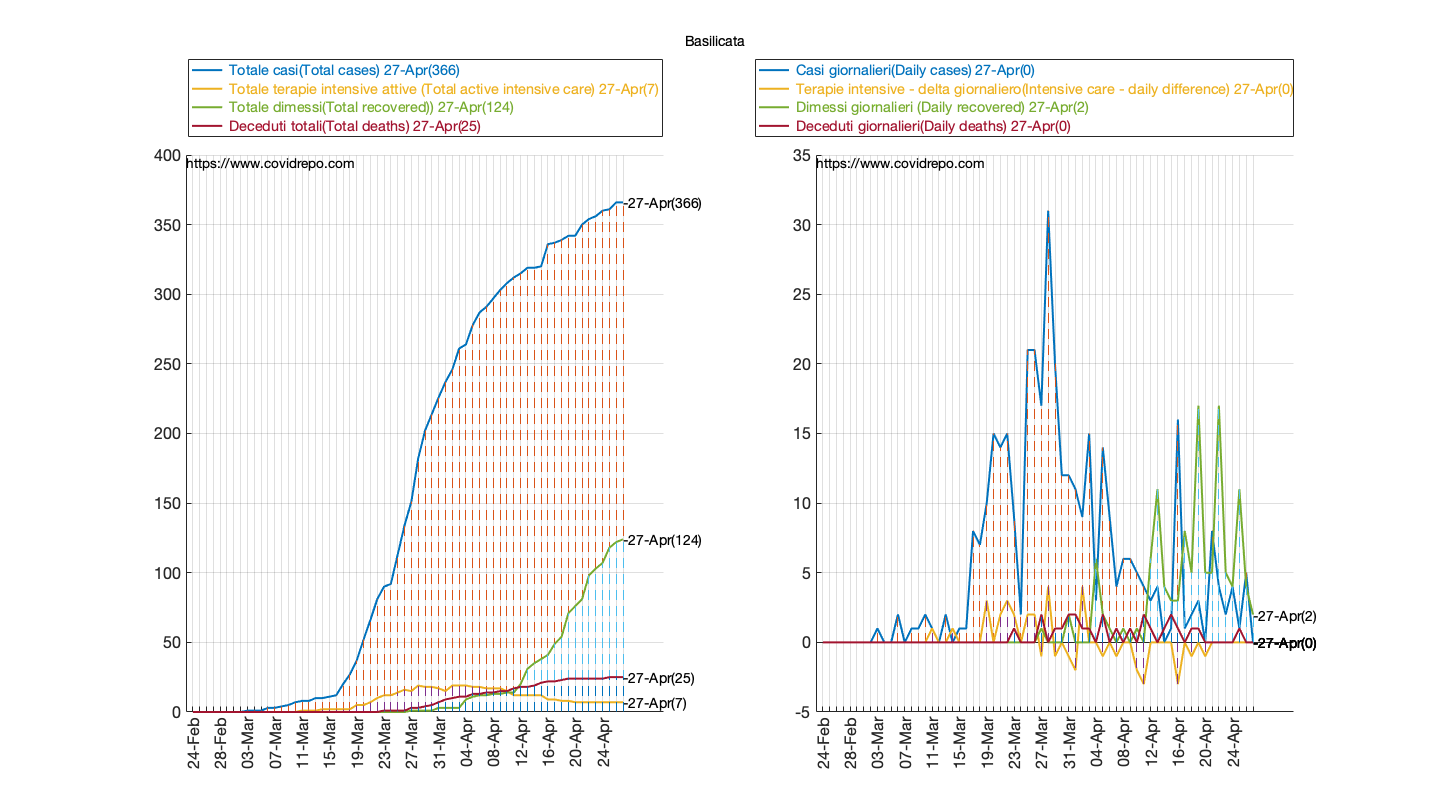 Basilicata
Totale casi(Total cases) 27-Apr(366)
Totale terapie intensive attive (Total active intensive care) 27-Apr(7)
Totale dimessi(Total recovered)) 27-Apr(124)
Deceduti totali(Total deaths) 27-Apr(25)
Casi giornalieri(Daily cases) 27-Apr(0)
Terapie intensive - delta giornaliero(Intensive care - daily difference) 27-Apr(0)
Dimessi giornalieri (Daily recovered) 27-Apr(2)
Deceduti giornalieri(Daily deaths) 27-Apr(0)
https://www.covidrepo.com
400
350
300
250
200
150
100
50
0
-27-Apr(366)
-27-Apr(124)
-27-Apr(25)
-27-Apr(7)
24-Feb
28-Feb
03-Mar
07-Mar
11-Mar
15-Mar
19-Mar
23-Mar
27-Mar
31-Mar
04-Apr
08-Apr
12-Apr
16-Apr
20-Apr
24-Apr
https://www.covidrepo.com
35
30
25
20
15
10
5
0
-5
-27-Apr(2)
-27-Apr(0)
24-Feb
28-Feb
03-Mar
07-Mar
11-Mar
15-Mar
19-Mar
23-Mar
27-Mar
31-Mar
04-Apr
08-Apr
12-Apr
16-Apr
20-Apr
24-Apr